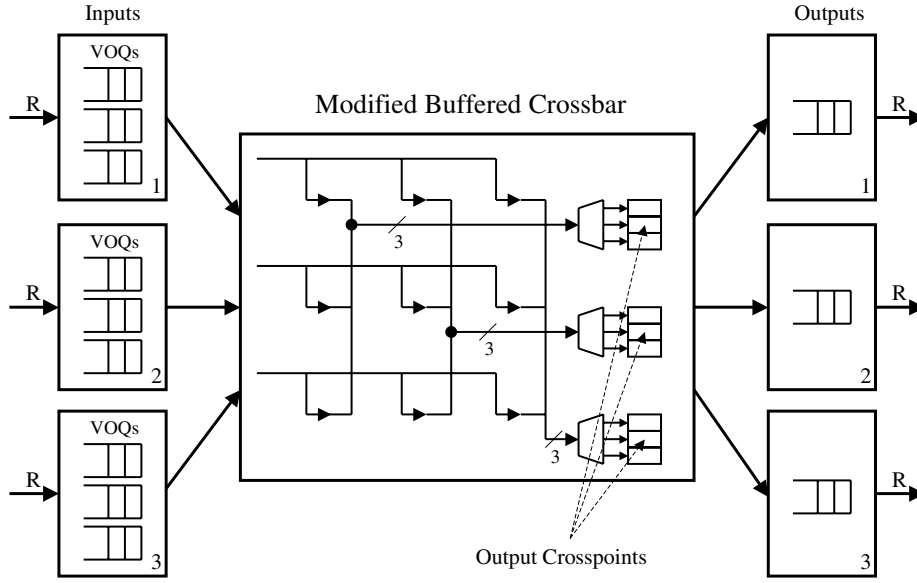 Inputs
Outputs
VOQs
R
1
Modified Buffered Crossbar
1
R
3
VOQs
R
2
3
2
R
VOQs
R
3
3
Output Crosspoints
3
R